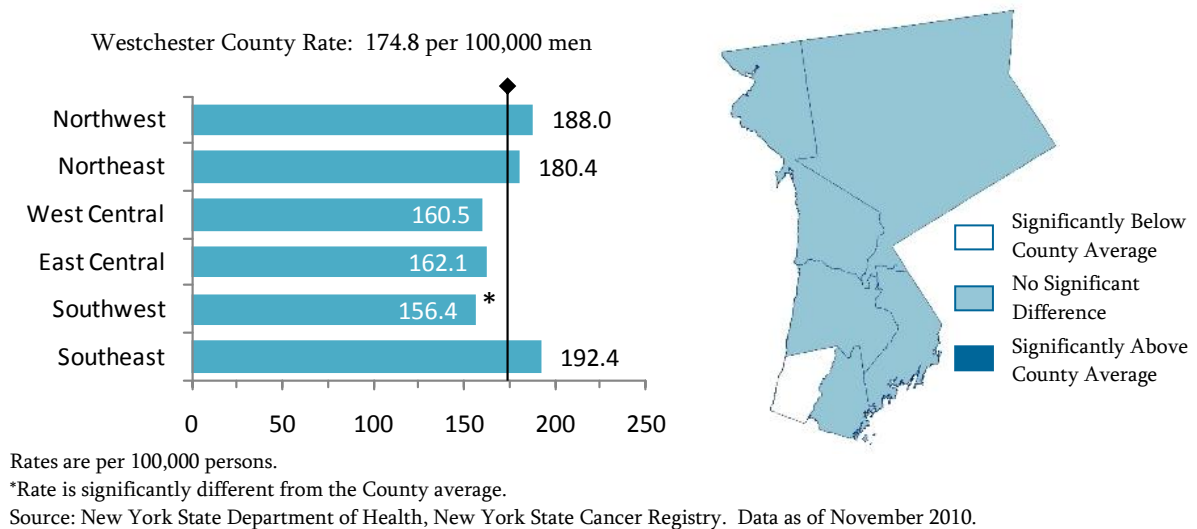 Westchester County Rate: 174.8 per 100,000 men
Northwest 188.0
Northeast 180.4
West Central 160.5
East Central 162.1
Southwest 156.4 *
Southeast 192.4
0 50 100 150 200 250
Significantly Below
County Average
No Significant
Difference
Significantly Above
County Average
Rates are per 100,000 persons.
*Rate is significantly different from the County average.
Source: New York State Department of Health, New York State Cancer Registry. Data as of November 2010.